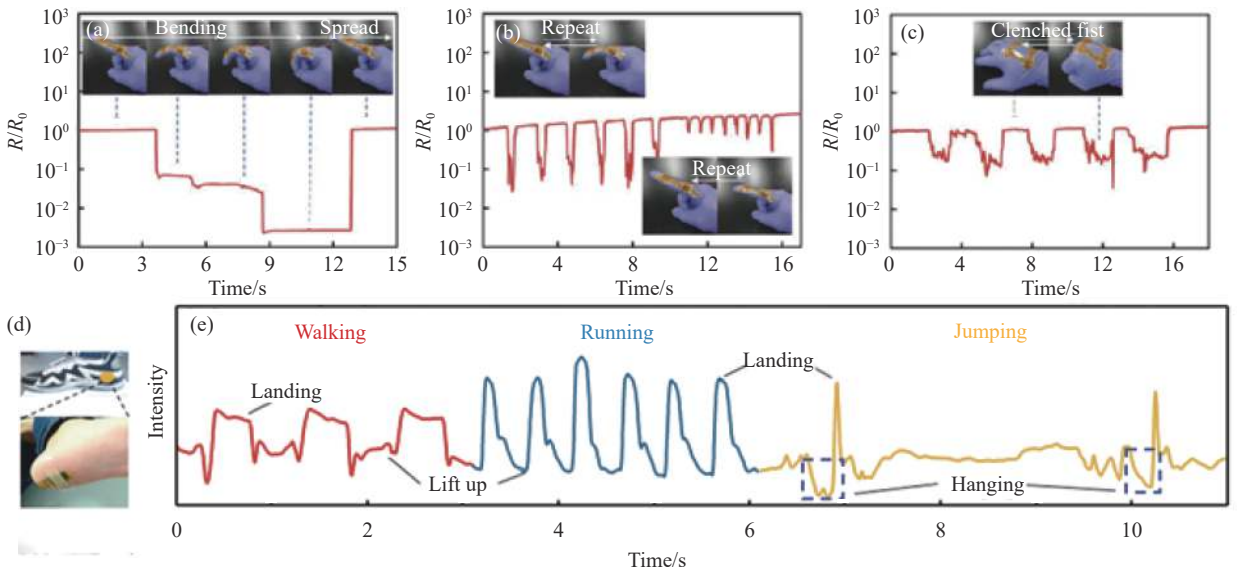 (a)
Bending
Spread
10³
10²
10¹
10⁰
10⁻¹
10⁻²
10⁻³
R/R₀
0
3
6
9
12
15
Time/s
(b)
Repeat
Repeat
10³
10²
10¹
10⁰
10⁻¹
10⁻²
10⁻³
R/R₀
0
4
8
12
14
16
Time/s
(c)
Clenched fist
10³
10²
10¹
10⁰
10⁻¹
10⁻²
10⁻³
R/R₀
0
4
8
12
16
Time/s
(d)
(e)
Walking
Running
Jumping
Landing
Landing
Lift up
Hanging
Intensity
0
2
4
6
8
10
Time/s